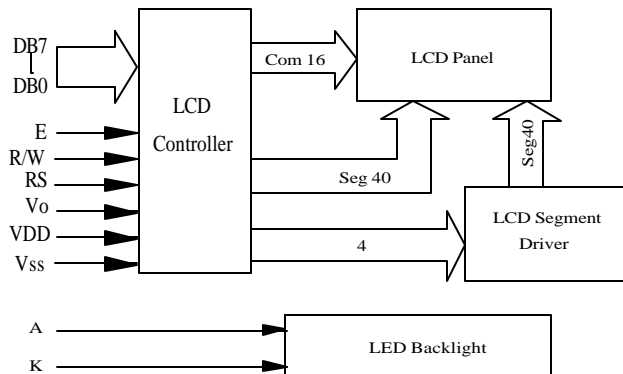 DB7
DB0
E
R/W
RS
Vo
VDD
Vss
LCD
Controller
Com 16
Seg 40
4
LCD Panel
Seg40
LCD Segment
Driver
A
K
LED Backlight